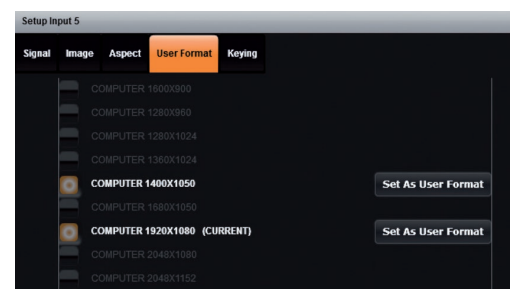 Setup Input 5
Signal Image Aspect User Format Keying
COMPUTER 1600X900
COMPUTER 1280X960
COMPUTER 1280X1024
COMPUTER 1360X1024
COMPUTER 1400X1050 Set As User Format
COMPUTER 1680X1050
COMPUTER 1920X1080 (CURRENT) Set As User Format
COMPUTER 2048X1080
COMPUTER 2048X1152